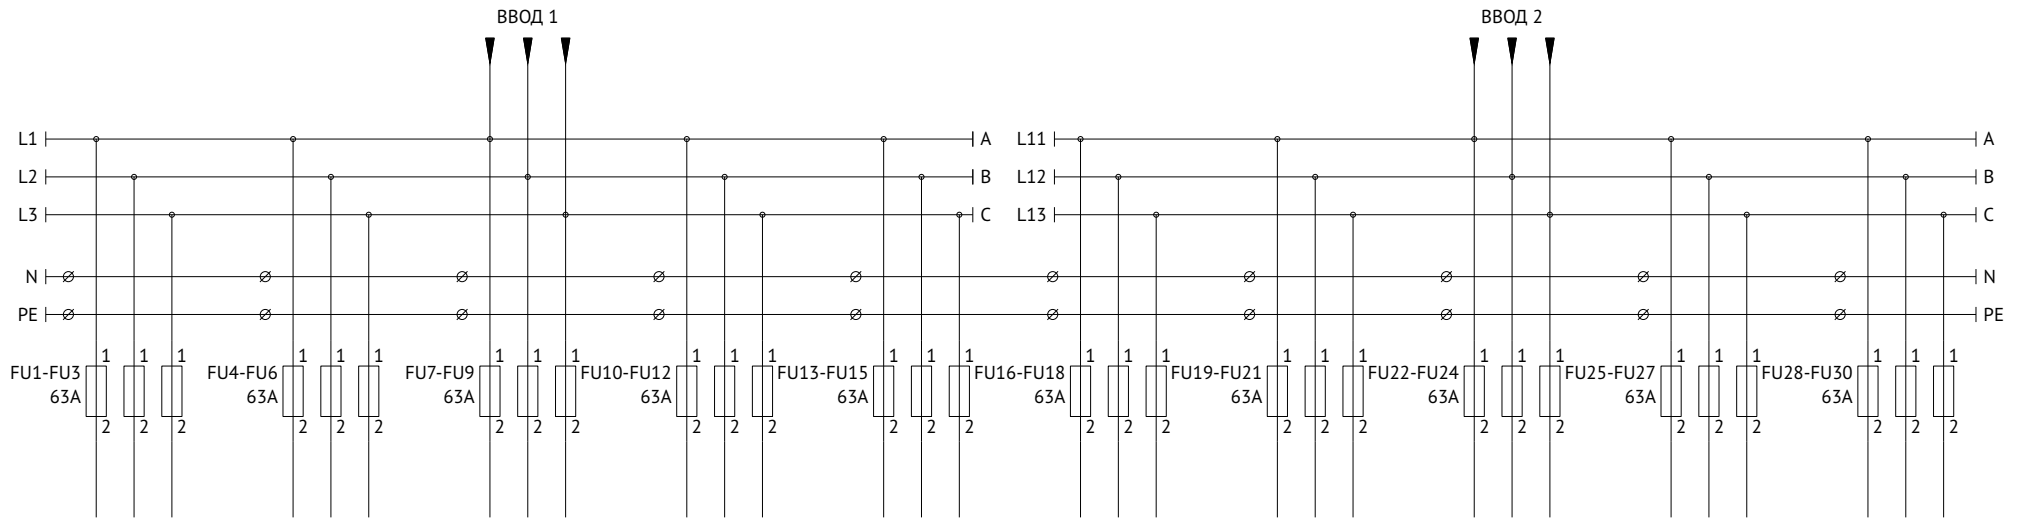 ВВОД 1 ВВОД 2
L1 A L11 A
L2 B L12 B
L3 C L13 C
N N
PE PE
1 1 1 1 1 1 1 1 1 1 1 1 1 1 1 1 1 1 1 1 1 1 1 1 1 1 1 1 1 1
FU1-FU3 FU4-FU6 FU7-FU9 FU10-FU12 FU13-FU15 FU16-FU18 FU19-FU21 FU22-FU24 FU25-FU27 FU28-FU30
63A 63A 63A 63A 63A 63A 63A 63A 63A 63A
2 2 2 2 2 2 2 2 2 2 2 2 2 2 2 2 2 2 2 2 2 2 2 2 2 2 2 2 2 2